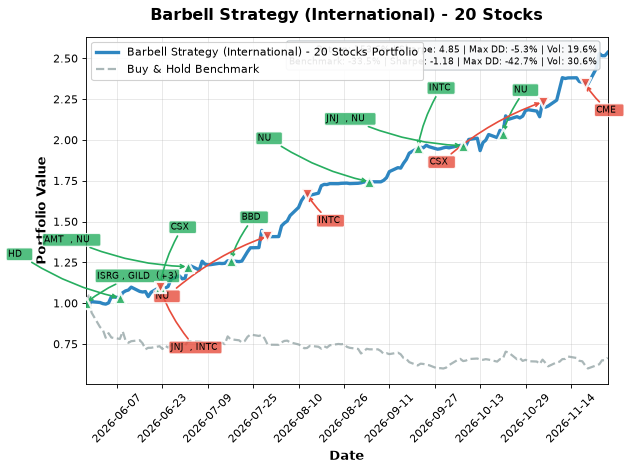 Barbell Strategy (International) - 20 Stocks
Barbell Strategy (International) - 20 Stocks Portfolio
Buy & Hold Benchmark
4.85 | Max DD: -5.3% | Vol: 19.6%
-1.18 | Max DD: -42.7% | Vol: 30.6%
Portfolio Value
2.50
2.25
2.00
1.75
1.50
1.25
1.00
0.75
INTC
NU
CME
JNJ , NU
NU
CSX
BBD
INTC
CSX
AMT , NU
HD
ISRG , GILD (+3)
NU
JNJ , INTC
2026-06-07
2026-06-23
2026-07-09
2026-07-25
2026-08-10
2026-08-26
2026-09-11
2026-09-27
2026-10-13
2026-10-29
2026-11-14
Date